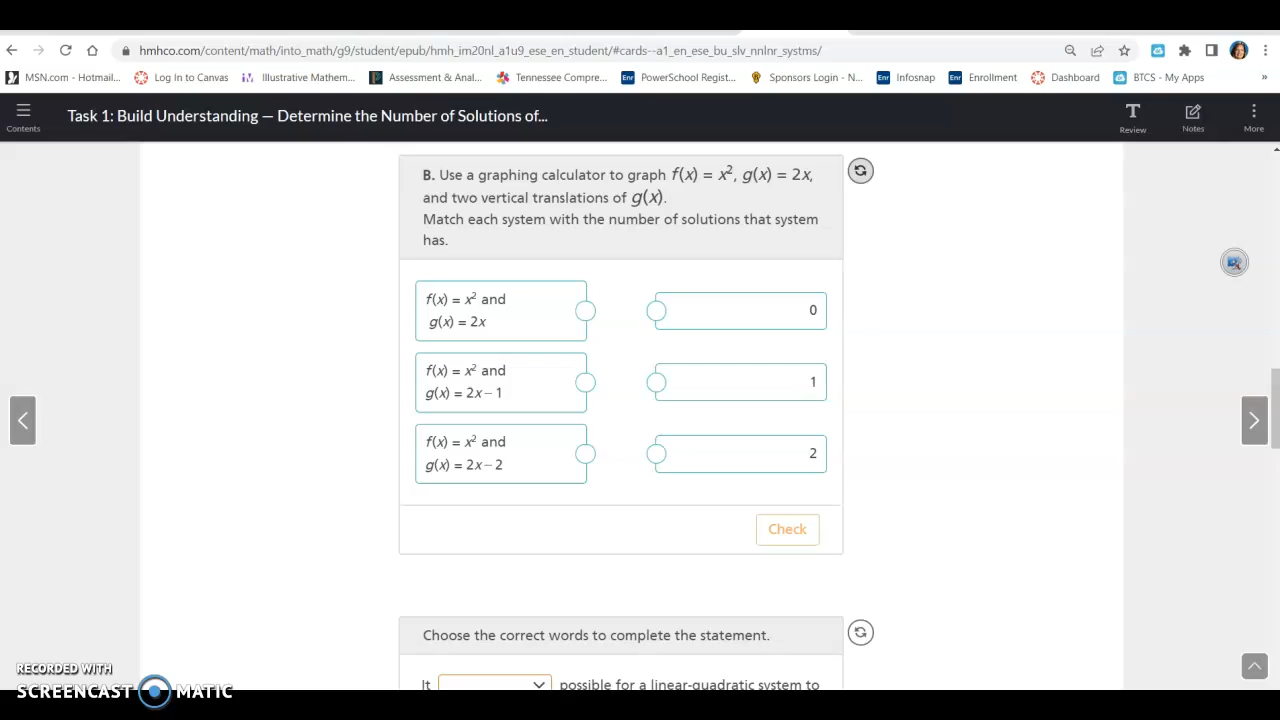 hmhco.com/content/math/into_math/g9/student/epub/hmh_im20nl_a1u9_ese_en_student/#cards--a1_en_ese_bu_slv_nnlnr_systms/
MSN.com - Hotmail... Log In to Canvas Illustrative Mathem... Assessment & Anal... Tennessee Compre... Enr PowerSchool Regist... Sponsors Login - N... Enr Infosnap Enr Enrollment Dashboard BTCS - My Apps »
Contents
Task 1: Build Understanding — Determine the Number of Solutions of...
T Review Notes More
B. Use a graphing calculator to graph f(x) = x², g(x) = 2x,
and two vertical translations of g(x).
Match each system with the number of solutions that system
has.
f(x) = x² and
g(x) = 2x
0
f(x) = x² and
g(x) = 2x – 1
1
f(x) = x² and
g(x) = 2x – 2
2
Check
Choose the correct words to complete the statement.
It possible for a linear-quadratic system to
RECORDED WITH
SCREENCAST MATIC